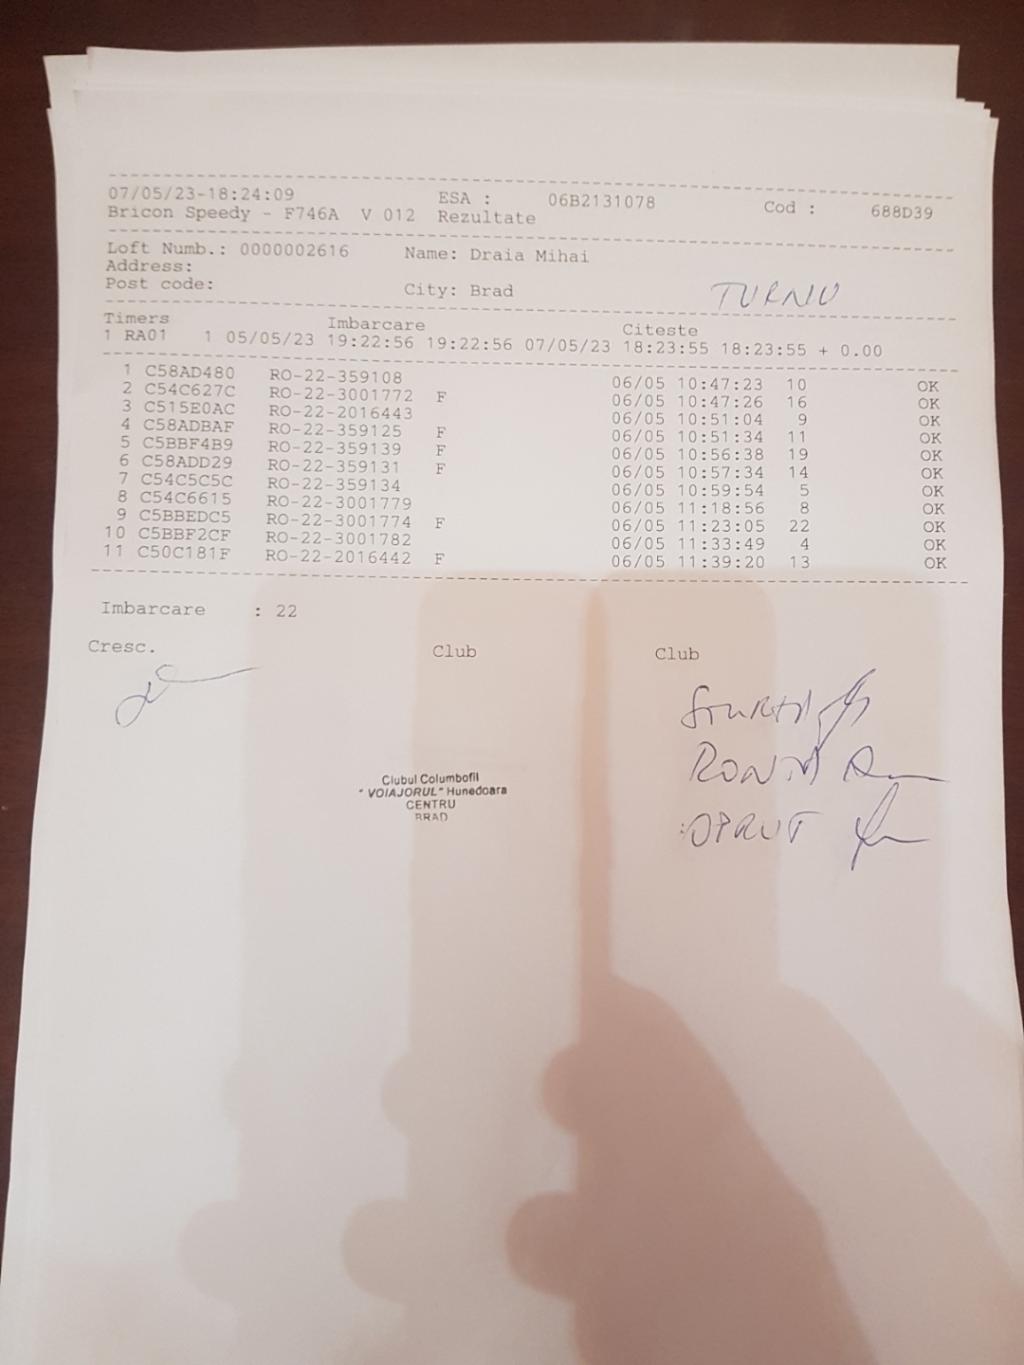 07/05/23-18:24:09 ESA : 06B2131078 Cod : 688D39
Bricon Speedy - F746A V 012 Rezultate
Loft Numb.: 0000002616 Name: Draia Mihai
Address:
Post code: City: Brad TURNU
Timers Imbarcare Citeste
1 RA01 1 05/05/23 19:22:56 19:22:56 07/05/23 18:23:55 18:23:55 + 0.00
1 C58AD480 RO-22-359108 06/05 10:47:23 10 OK
2 C54C627C RO-22-3001772 F 06/05 10:47:26 16 OK
3 C515E0AC RO-22-2016443 06/05 10:51:04 9 OK
4 C58ADBAF RO-22-359125 F 06/05 10:51:34 11 OK
5 C5BBF4B9 RO-22-359139 F 06/05 10:56:38 19 OK
6 C58ADD29 RO-22-359131 F 06/05 10:57:34 14 OK
7 C54C5C5C RO-22-359134 06/05 10:59:54 5 OK
8 C54C6615 RO-22-3001779 06/05 11:18:56 8 OK
9 C5BBEDC5 RO-22-3001774 F 06/05 11:23:05 22 OK
10 C5BBF2CF RO-22-3001782 06/05 11:33:49 4 OK
11 C50C181F RO-22-2016442 F 06/05 11:39:20 13 OK
Imbarcare : 22
Cresc. Club Club
Clubul Columbofil
" VOIAJORUL" Hunedoara
CENTRU
BRAD
OPRUT